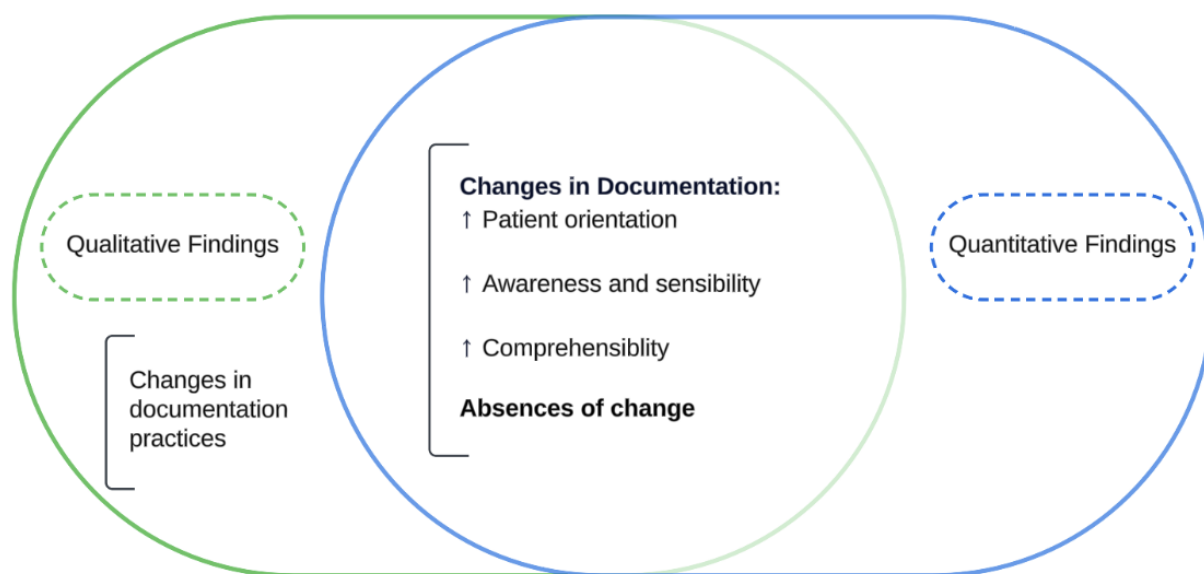 Qualitative Findings
Changes in
documentation
practices
Changes in Documentation:
↑ Patient orientation
↑ Awareness and sensibility
↑ Comprehensiblity
Absences of change
Quantitative Findings